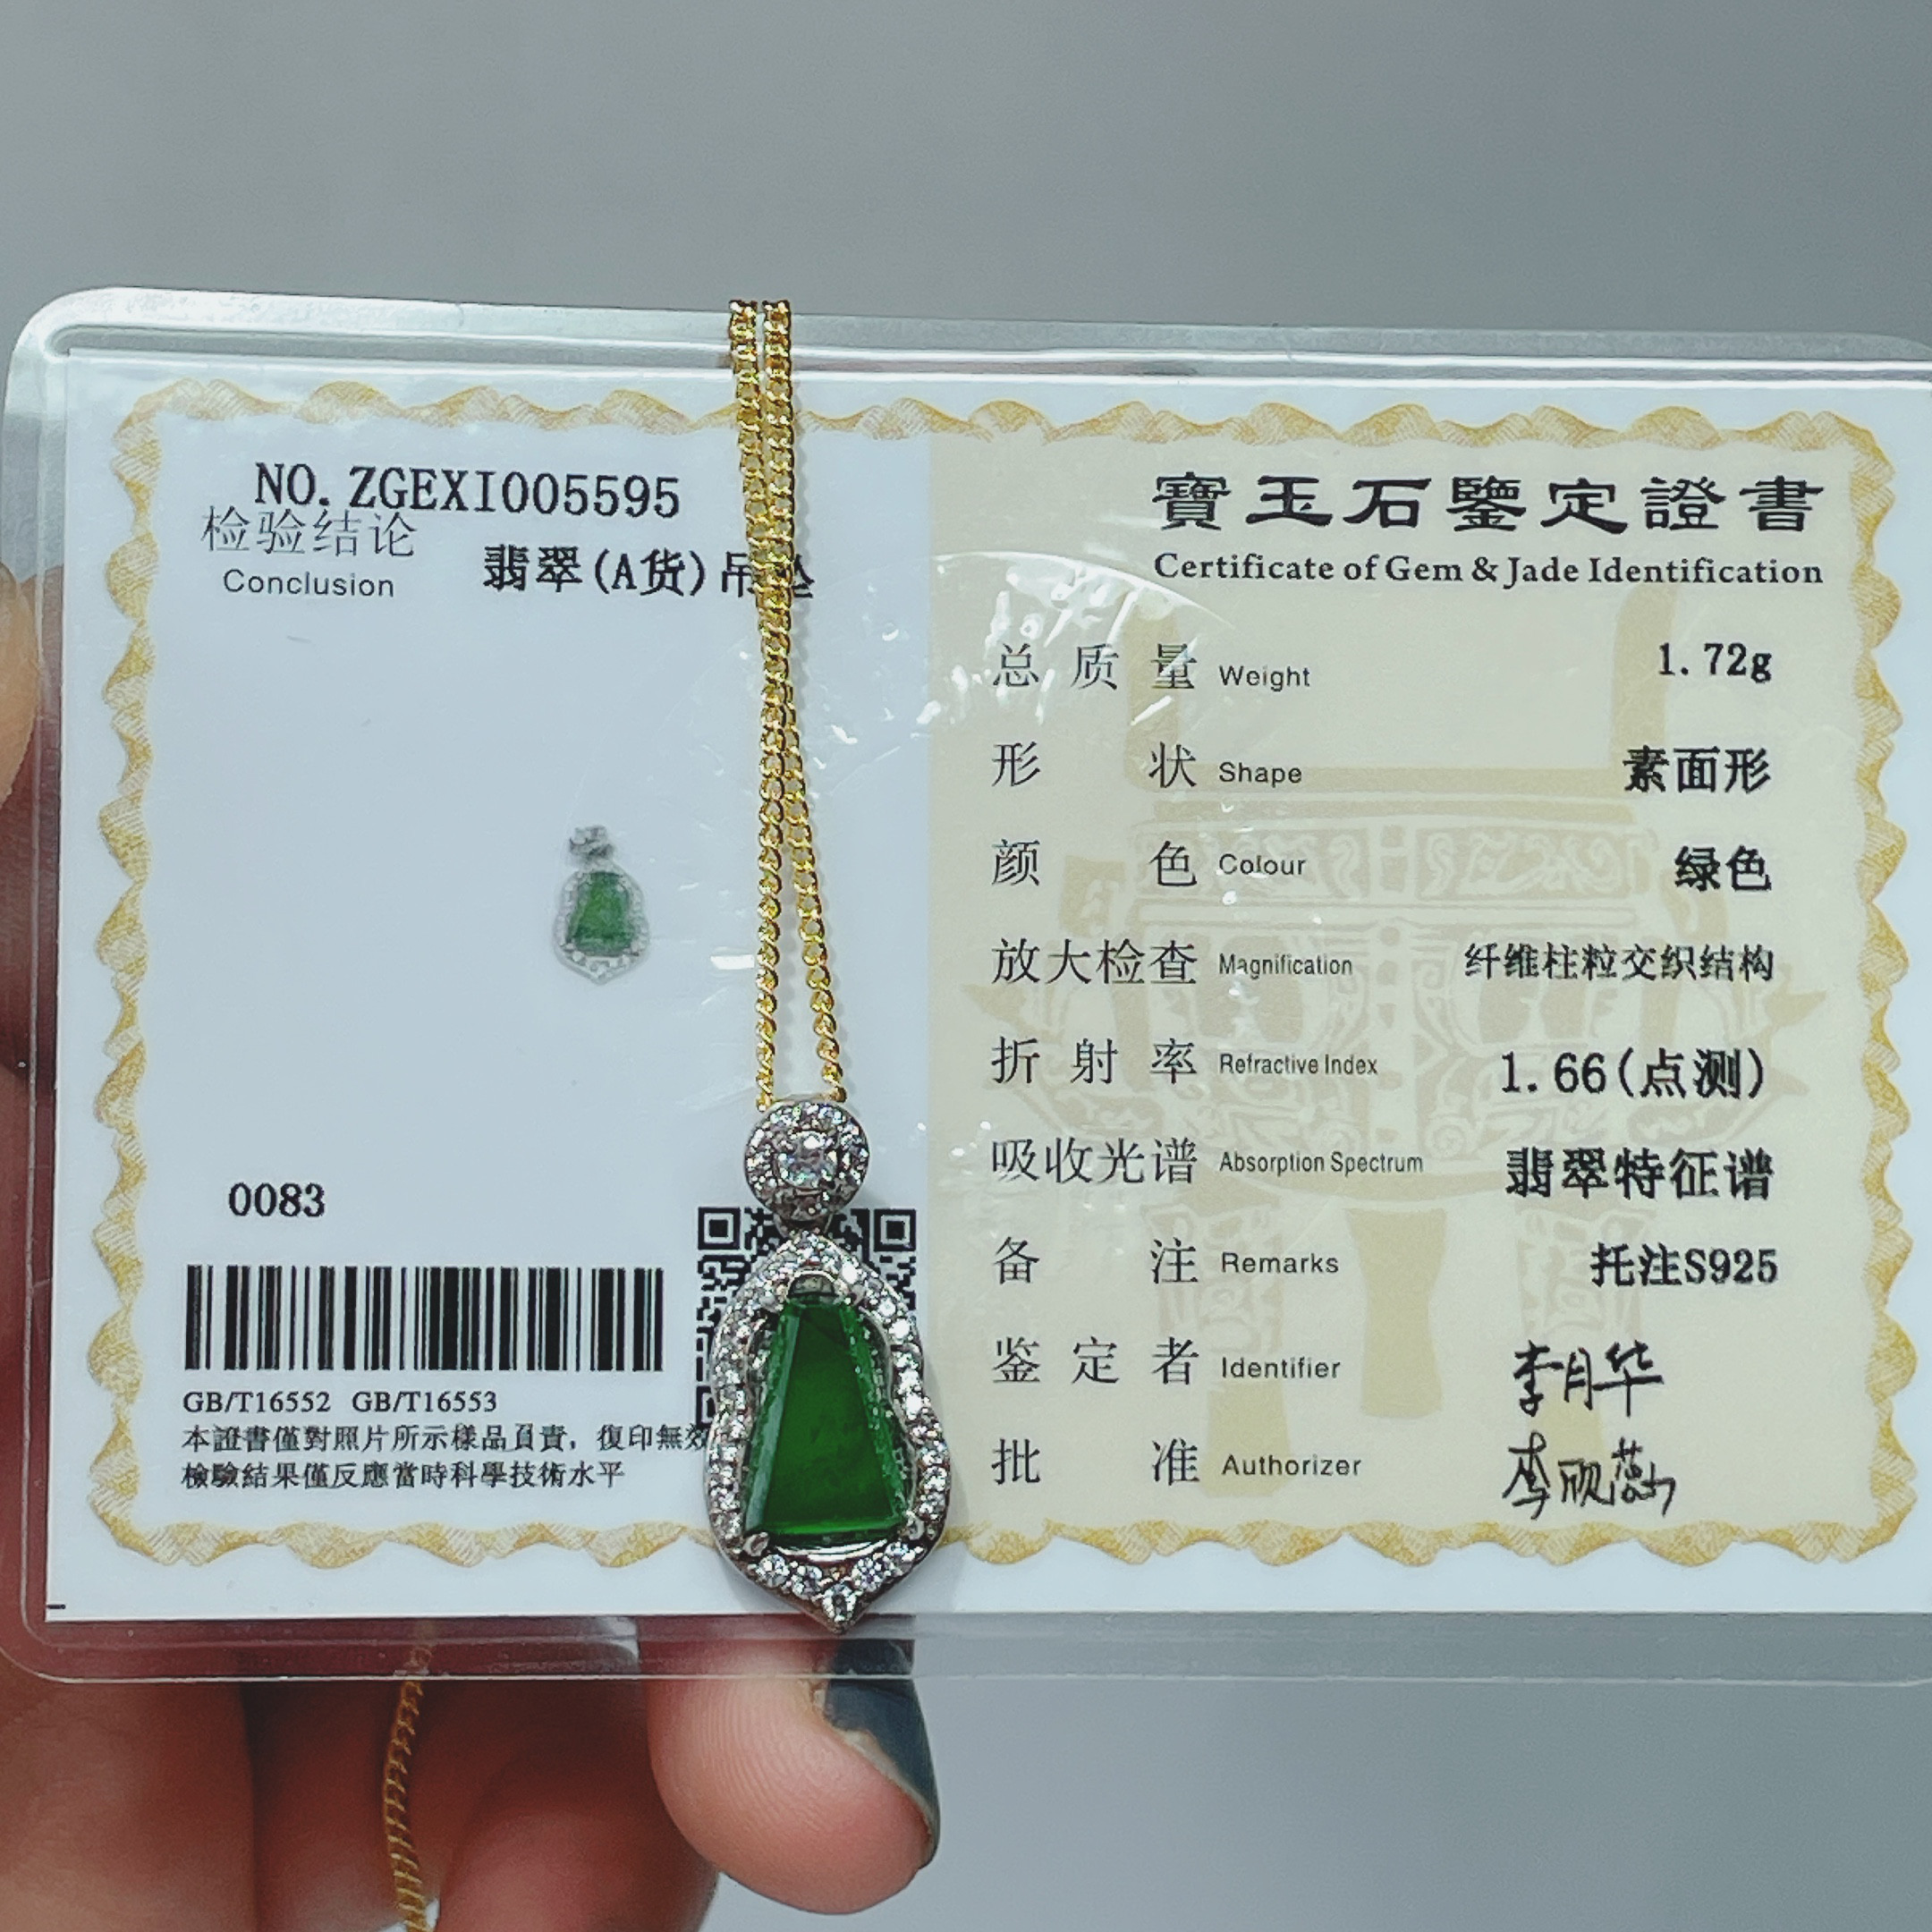 NO. ZGEXI005595
检验结论
Conclusion
翡翠(A货)吊坠
0083
GB/T16552 GB/T16553
本證書僅對照片所示樣品負責，復印無效
檢驗結果僅反應當時科學技術水平
寶玉石鑒定證書
Certificate of Gem & Jade Identification
总质量 Weight 1.72g
形状 Shape 素面形
颜色 Colour 绿色
放大检查 Magnification 纤维柱粒交织结构
折射率 Refractive Index 1.66(点测)
吸收光谱 Absorption Spectrum 翡翠特征谱
备注 Remarks 托注S925
鉴定者 Identifier 李月华
批准 Authorizer